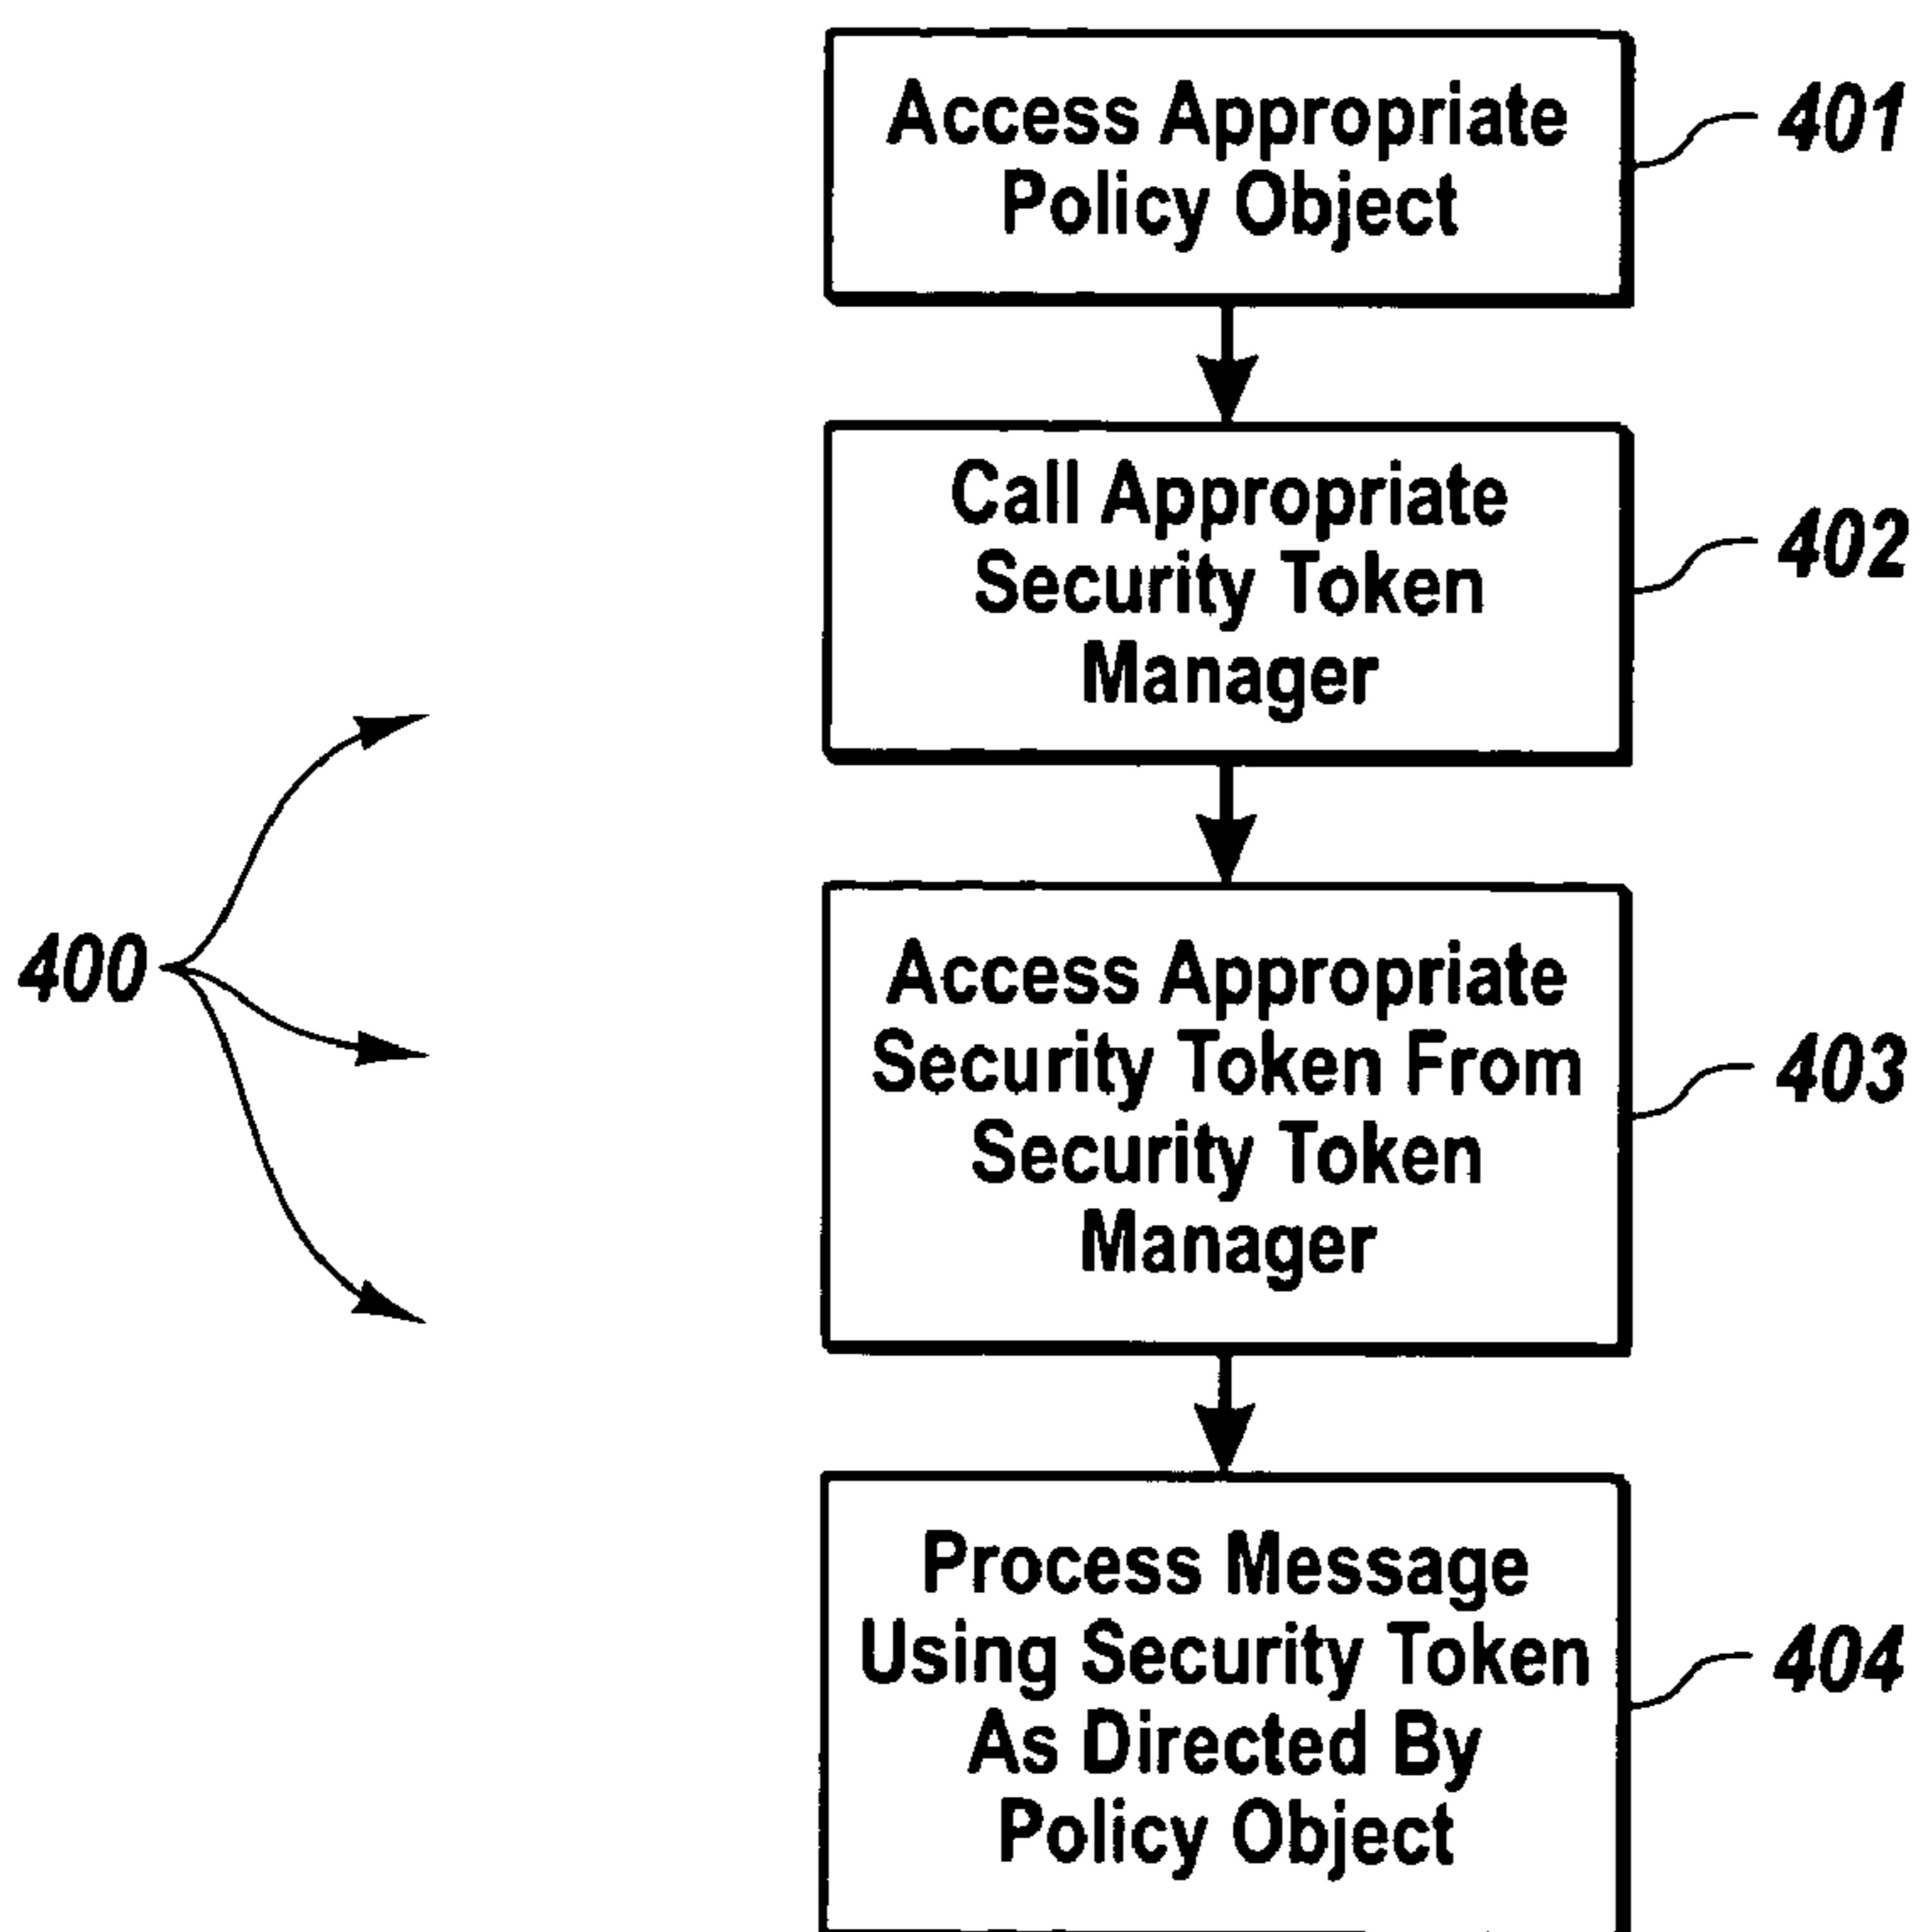 Access Appropriate
Policy Object
401
Call Appropriate
Security Token
Manager
402
400
Access Appropriate
Security Token From
Security Token
Manager
403
Process Message
Using Security Token
As Directed By
Policy Object
404